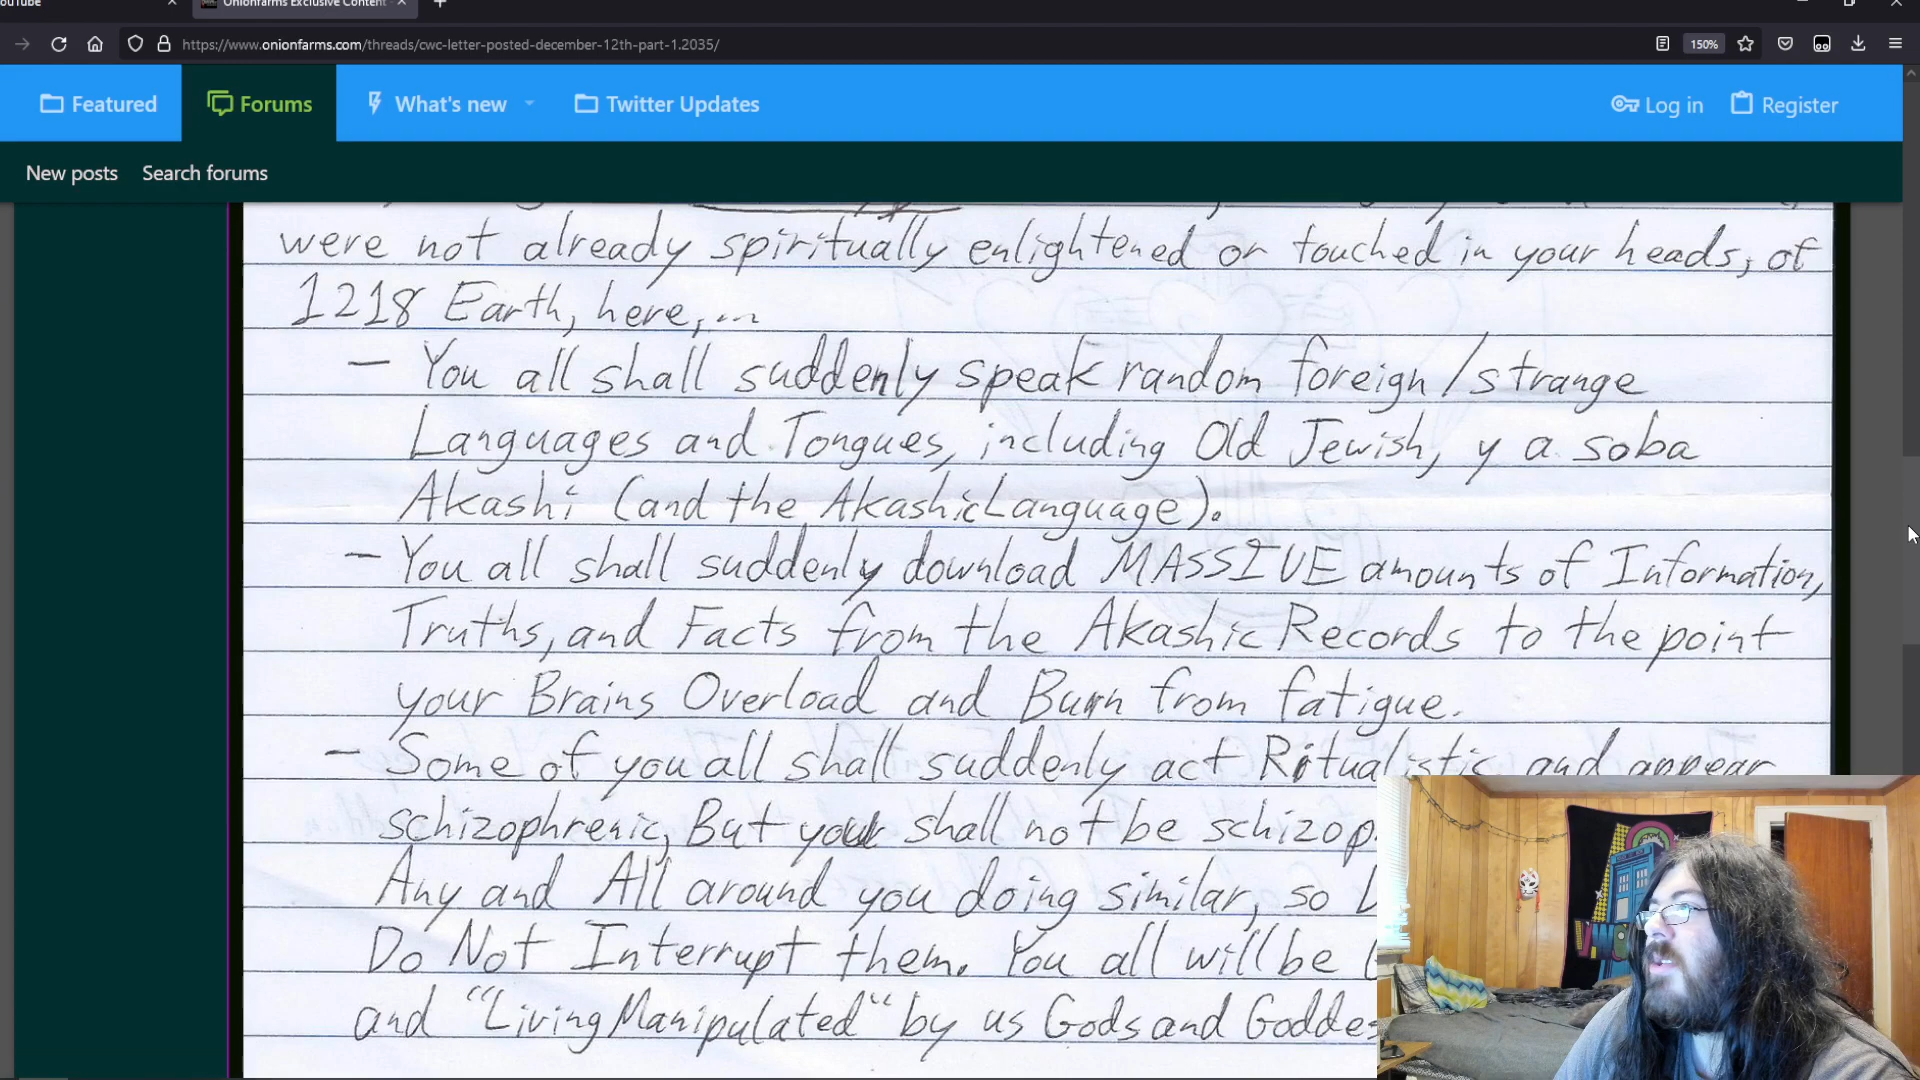 Onionfarms Exclusive Content
https://www.onionfarms.com/threads/cwc-letter-posted-december-12th-part-1.2035/
150%
Featured
Forums
What's new
Twitter Updates
Log in
Register
New posts
Search forums
were not already spiritually enlightened or touched in your heads, of
1218 Earth, here,...
- You all shall suddenly speak random foreign/strange
Languages and Tongues, including Old Jewish, y a soba
Akashi (and the Akashic Language).
- You all shall suddenly download MASSIVE amounts of Information,
Truths, and Facts from the Akashic Records to the point
your Brains Overload and Burn from fatigue.
- Some of you all shall suddenly act Ritualistic and appear
schizophrenic, But your shall not be schizop
Any and All around you doing similar, so L
Do Not Interrupt them. You all will be
and "Living Manipulated" by us Gods and Goddes